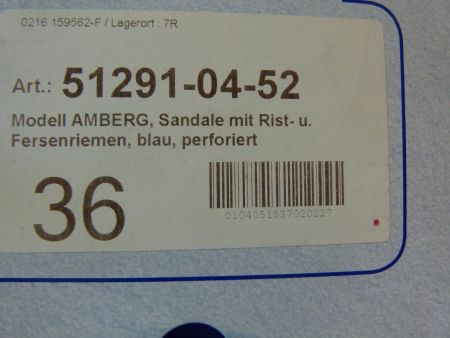 0216 159562-F / Lagerort : 7R
Art.: 51291-04-52
Modell AMBERG, Sandale mit Rist- u.
Fersenriemen, blau, perforiert
36
0104051537020227